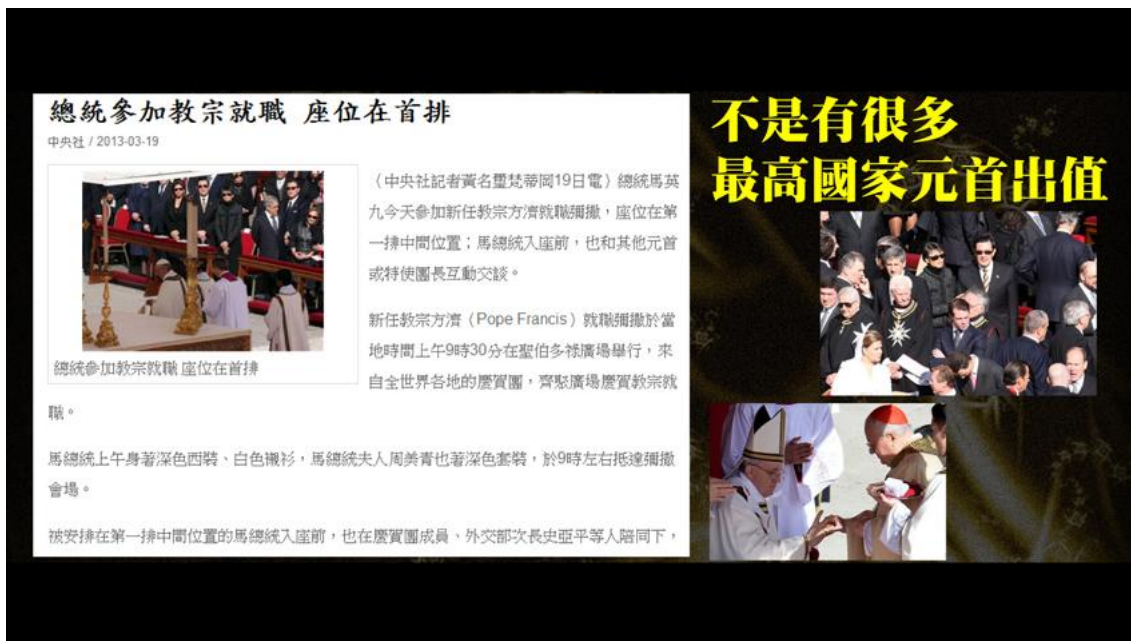 總統參加教宗就職 座位在首排
中央社 / 2013-03-19
（中央社記者黃名璽梵蒂岡19日電）總統馬英
九今天參加新任教宗方濟就職彌撒，座位在第
一排中間位置；馬總統入座前，也和其他元首
或特使團長互動交談。
總統參加教宗就職 座位在首排
新任教宗方濟（Pope Francis）就職彌撒於當
地時間上午9時30分在聖伯多祿廣場舉行，來
自全世界各地的慶賀團，齊聚廣場慶賀教宗就
職。
馬總統上午身著深色西裝、白色襯衫，馬總統夫人周美青也著深色套裝，於9時左右抵達彌撒
會場。
被安排在第一排中間位置的馬總統入座前，也在慶賀團成員、外交部次長史亞平等人陪同下，
不是有很多
最高國家元首出值